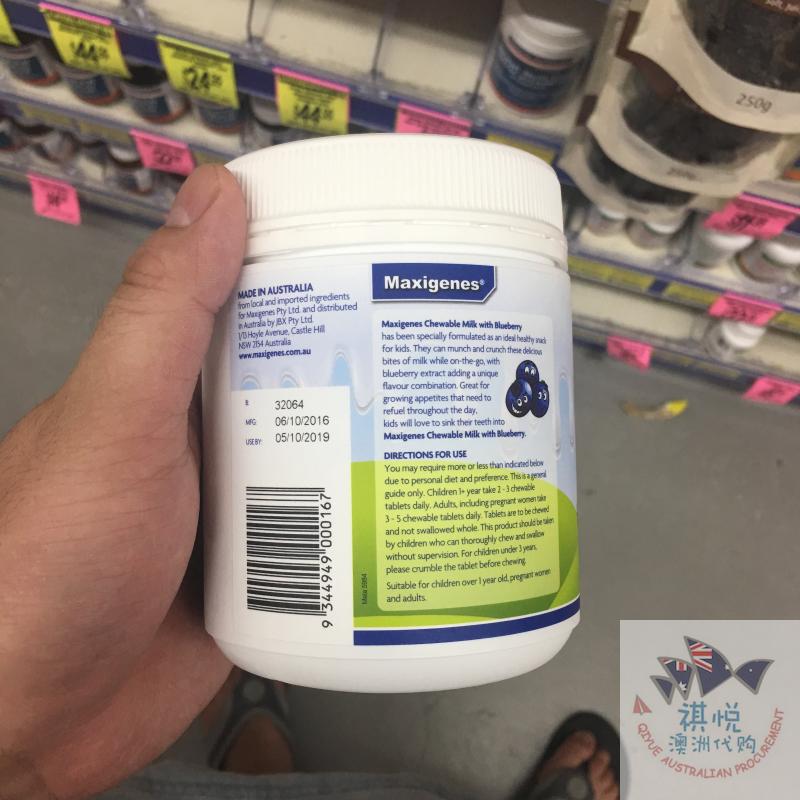 $44
$24
$44
250g
Maxigenes®
MADE IN AUSTRALIA
from local and imported ingredients
for Maxigenes Pty Ltd. and distributed
in Australia by JBX Pty Ltd.
1/13 Hoyle Avenue, Castle Hill
NSW 2154 Australia
www.maxigenes.com.au
B: 32064
MFG: 06/10/2016
USE BY: 05/10/2019
9 344949 000167
Maxigenes Chewable Milk with Blueberry
has been specially formulated as an ideal healthy snack
for kids. They can munch and crunch these delicious
bites of milk while on-the-go, with
blueberry extract adding a unique
flavour combination. Great for
growing appetites that need to
refuel throughout the day,
kids will love to sink their teeth into
Maxigenes Chewable Milk with Blueberry.
DIRECTIONS FOR USE
You may require more or less than indicated below
due to personal diet and preference. This is a general
guide only. Children 1+ year take 2 - 3 chewable
tablets daily. Adults, including pregnant women take
3 - 5 chewable tablets daily. Tablets are to be chewed
and not swallowed whole. This product should be taken
by children who can thoroughly chew and swallow
without supervision. For children under 3 years,
please crumble the tablet before chewing.
Suitable for children over 1 year old, pregnant women
and adults.
祺悦
澳洲代购
QIYUE AUSTRALIAN PROCUREMENT